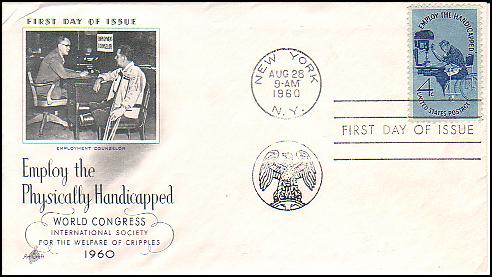 FIRST DAY OF ISSUE
EMPLOYMENT
COUNSELOR
EMPLOYMENT COUNSELOR
Employ the
Physically Handicapped
WORLD CONGRESS
INTERNATIONAL SOCIETY
FOR THE WELFARE OF CRIPPLES
1960
ArtCraft
NEW YORK
AUG 28
9-AM
1960
N.Y.
EMPLOY THE HANDICAPPED
4¢
UNITED STATES POSTAGE
FIRST DAY OF ISSUE